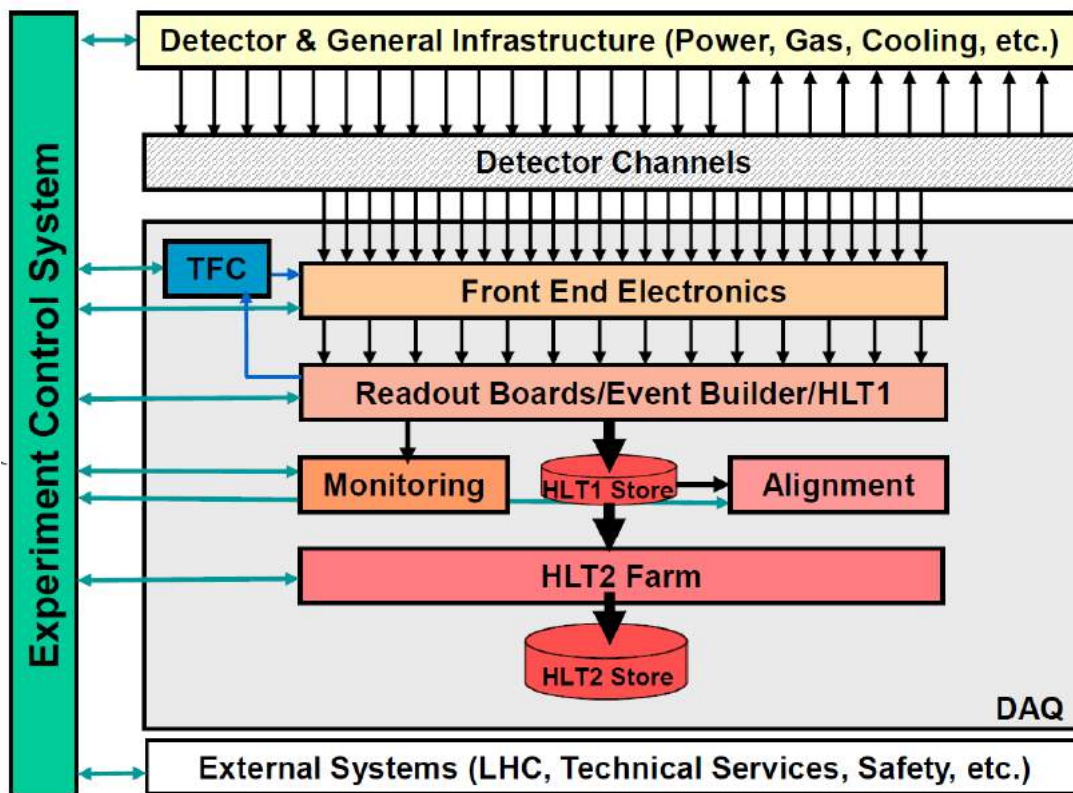 Experiment Control System
Detector & General Infrastructure (Power, Gas, Cooling, etc.)
Detector Channels
TFC
Front End Electronics
Readout Boards/Event Builder/HLT1
Monitoring
HLT1 Store
Alignment
HLT2 Farm
HLT2 Store
DAQ
External Systems (LHC, Technical Services, Safety, etc.)